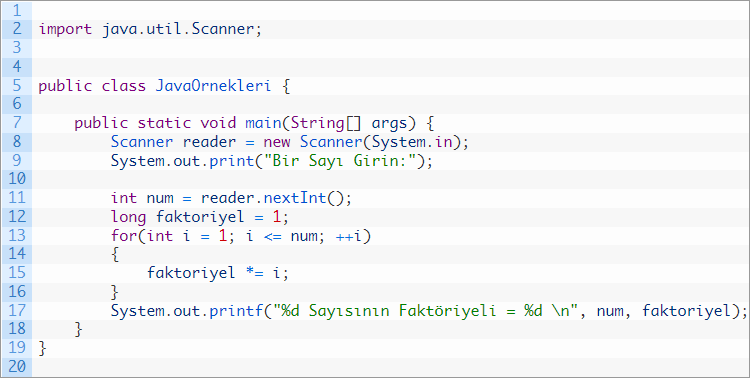 1
2 import java.util.Scanner;
3
4
5 public class JavaOrnekleri {
6
7     public static void main(String[] args) {
8         Scanner reader = new Scanner(System.in);
9         System.out.print("Bir Sayı Girin:");
10
11         int num = reader.nextInt();
12         long faktoriyel = 1;
13         for(int i = 1; i <= num; ++i)
14         {
15             faktoriyel *= i;
16         }
17         System.out.printf("%d Sayısının Faktöriyeli = %d \n", num, faktoriyel);
18     }
19 }
20